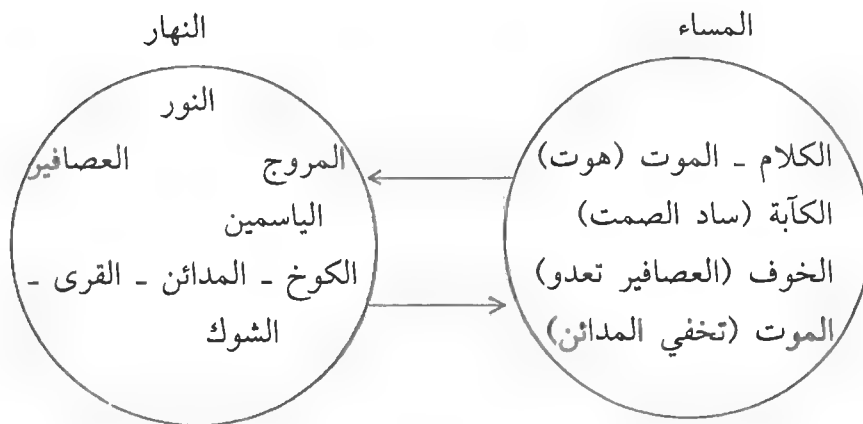 المساء
الكلام - الموت (هوت)
الكآبة (ساد الصمت)
الخوف (العصافير تعدو)
الموت (تخفي المدائن)
النهار
النور
المروج العصافير
الياسمين
الكوخ - المدائن - القرى -
الشوك